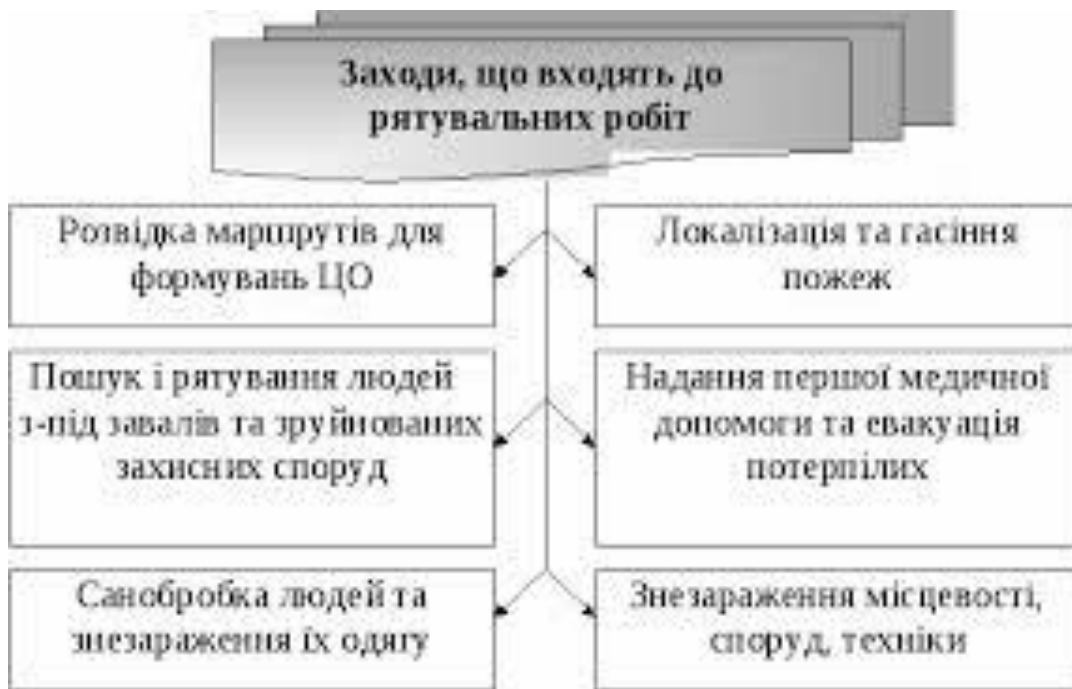 Заходи, що входять до
рятувальних робіт
Розвідка маршрутів для
формувань ЦО
Локалізація та гасіння
пожеж
Пошук і рятування людей
з-під завалів та зруйнованих
захисних споруд
Надання першої медичної
допомоги та евакуація
потерпілих
Санобробка людей та
знезараження їх одягу
Знезараження місцевості,
споруд, техніки